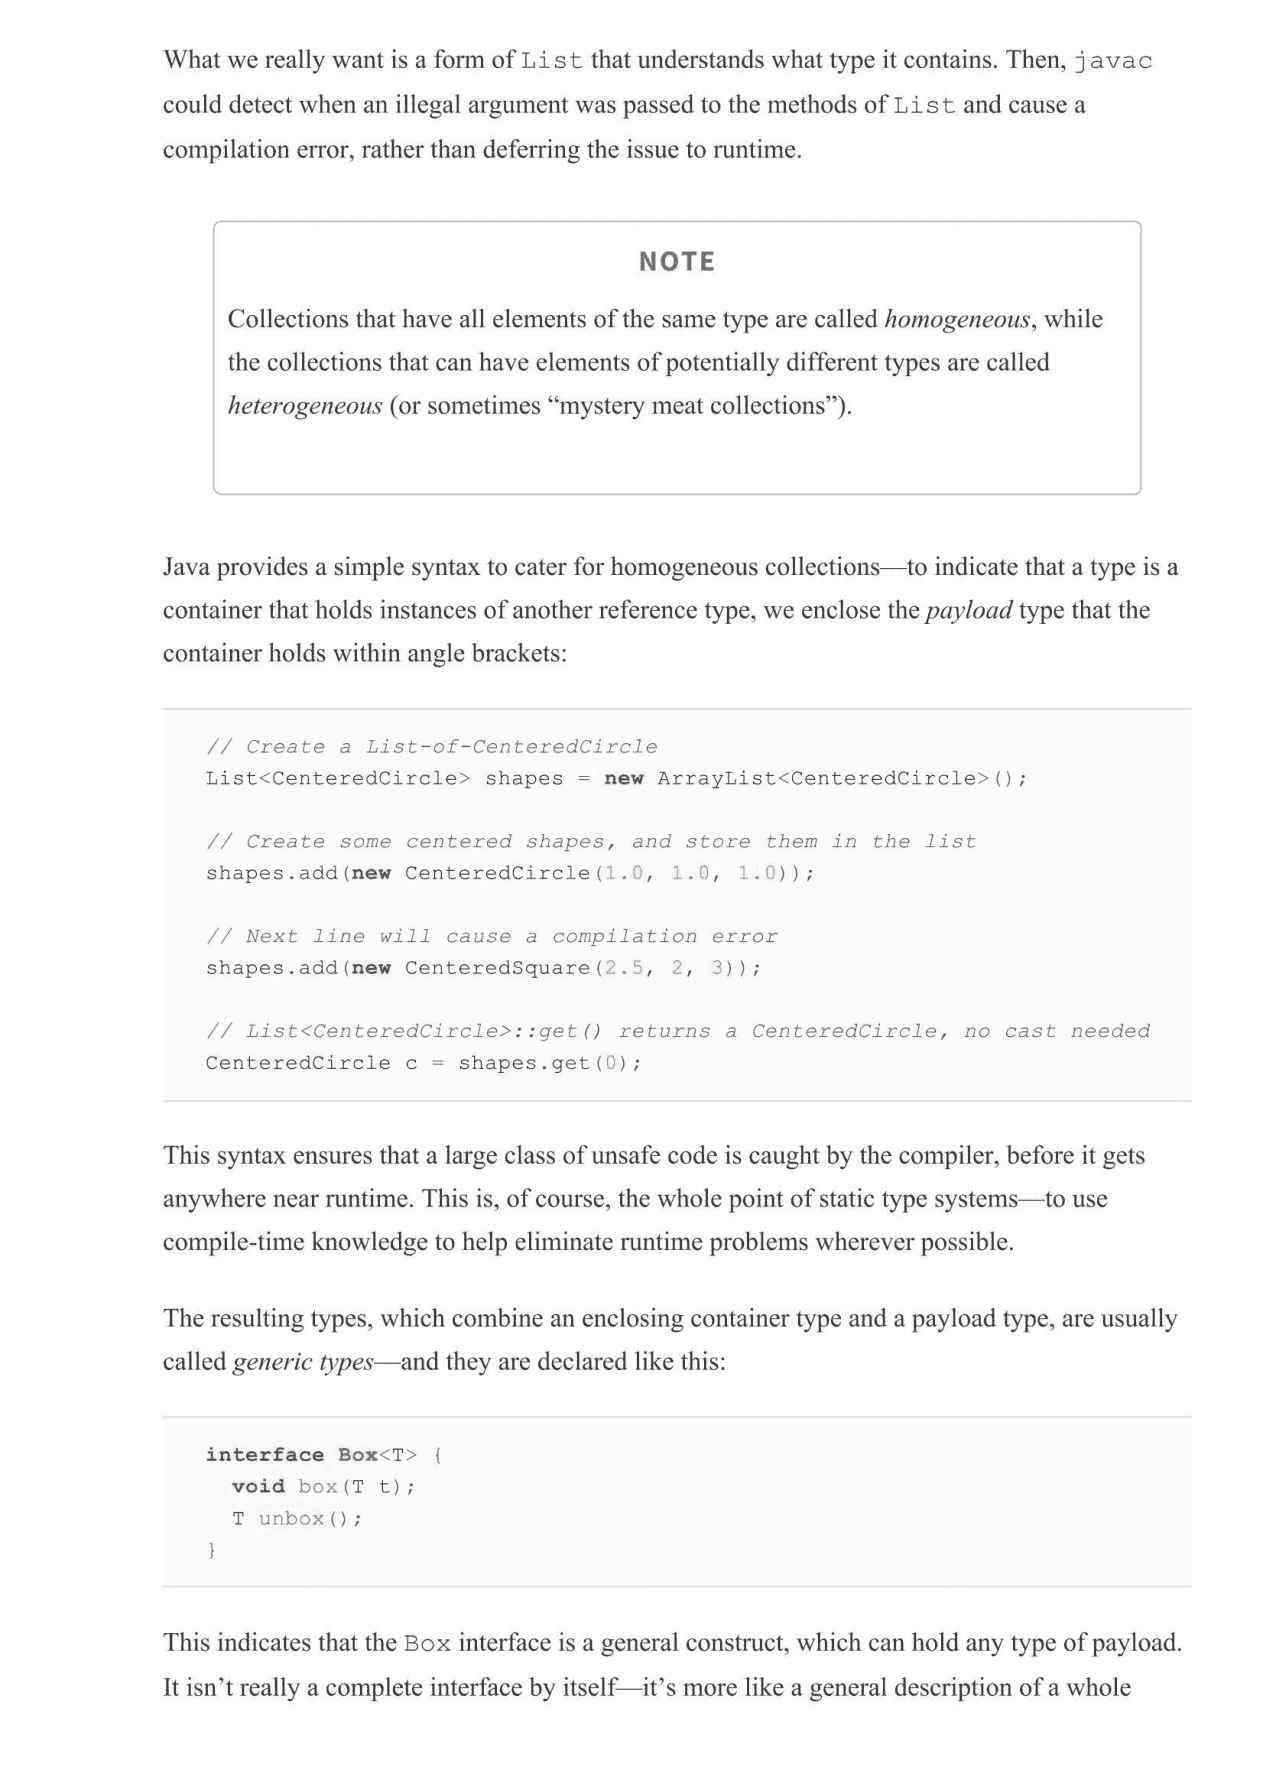 What we really want is a form of List that understands what type it contains. Then, javac
could detect when an illegal argument was passed to the methods of List and cause a
compilation error, rather than deferring the issue to runtime.
NOTE
Collections that have all elements of the same type are called homogeneous, while
the collections that can have elements of potentially different types are called
heterogeneous (or sometimes “mystery meat collections”).
Java provides a simple syntax to cater for homogeneous collections—to indicate that a type is a
container that holds instances of another reference type, we enclose the payload type that the
container holds within angle brackets:
// Create a List-of-CenteredCircle
List<CenteredCircle> shapes = new ArrayList<CenteredCircle>();
// Create some centered shapes, and store them in the list
shapes.add(new CenteredCircle(1.0, 1.0, 1.0));
// Next line will cause a compilation error
shapes.add(new CenteredSquare(2.5, 2, 3));
// List<CenteredCircle>::get() returns a CenteredCircle, no cast needed
CenteredCircle c = shapes.get(0);
This syntax ensures that a large class of unsafe code is caught by the compiler, before it gets
anywhere near runtime. This is, of course, the whole point of static type systems—to use
compile-time knowledge to help eliminate runtime problems wherever possible.
The resulting types, which combine an enclosing container type and a payload type, are usually
called generic types—and they are declared like this:
interface Box<T> {
void box(T t);
T unbox();
}
This indicates that the Box interface is a general construct, which can hold any type of payload.
It isn’t really a complete interface by itself—it’s more like a general description of a whole